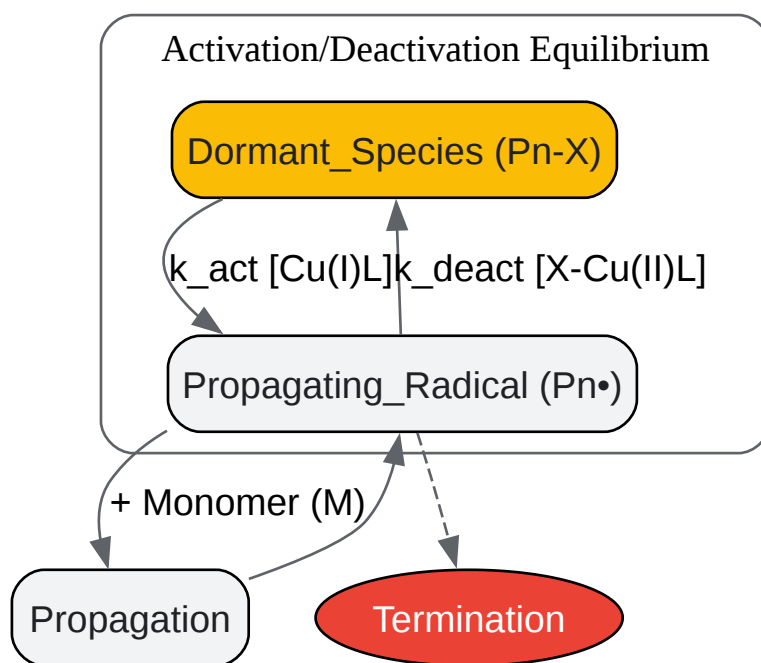 Activation/Deactivation Equilibrium
Dormant_Species (Pn-X)
k_act [Cu(I)L]
k_deact [X-Cu(II)L]
Propagating_Radical (Pn•)
+ Monomer (M)
Propagation
Termination